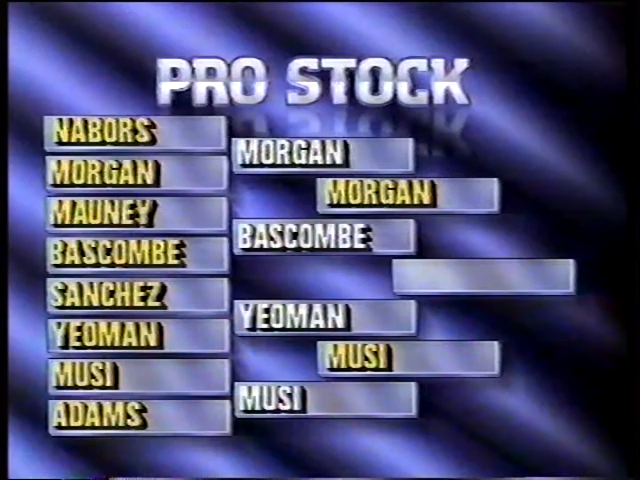 PRO STOCK
NABORS
MORGAN
MORGAN
MORGAN
MAUNEY
BASCOMBE
BASCOMBE
SANCHEZ
YEOMAN
YEOMAN
MUSI
MUSI
MUSI
ADAMS